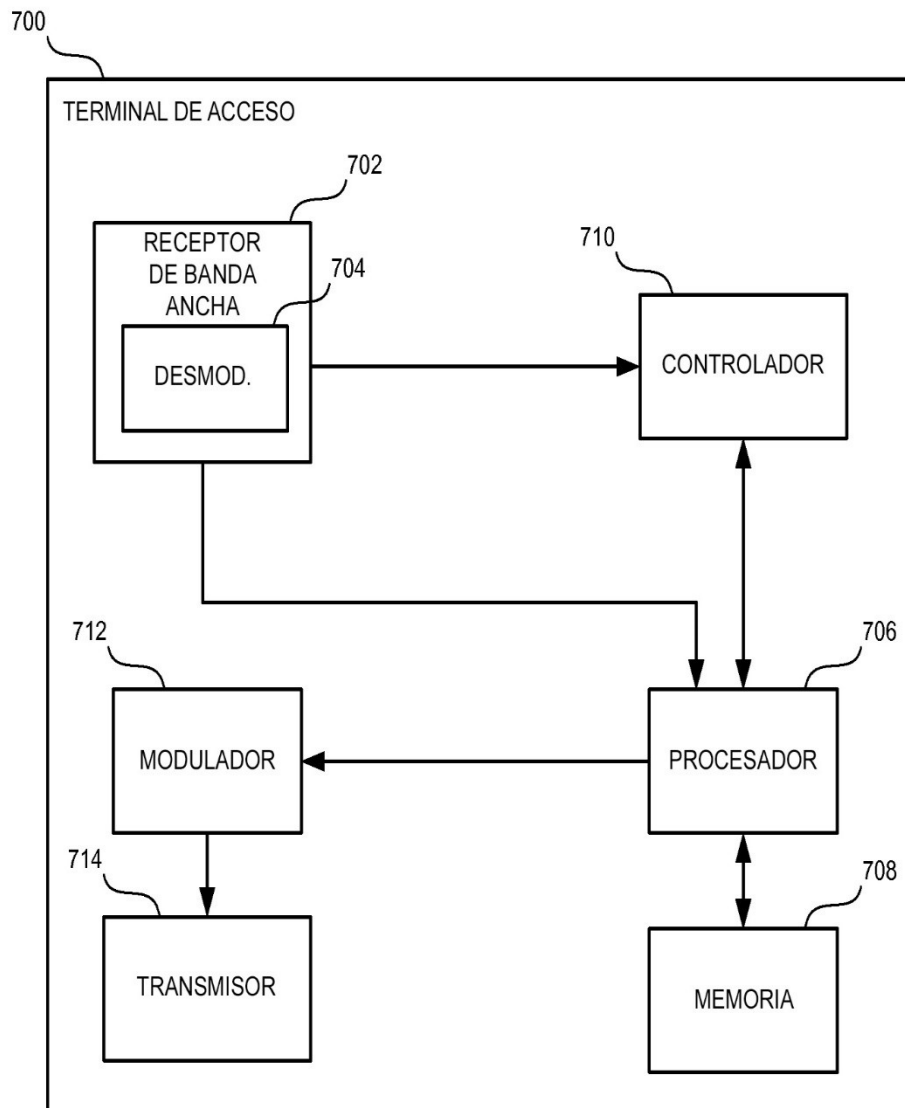 700
TERMINAL DE ACCESO
702
RECEPTOR
DE BANDA
ANCHA
704
DESMOD.
710
CONTROLADOR
712
MODULADOR
706
PROCESADOR
714
TRANSMISOR
708
MEMORIA